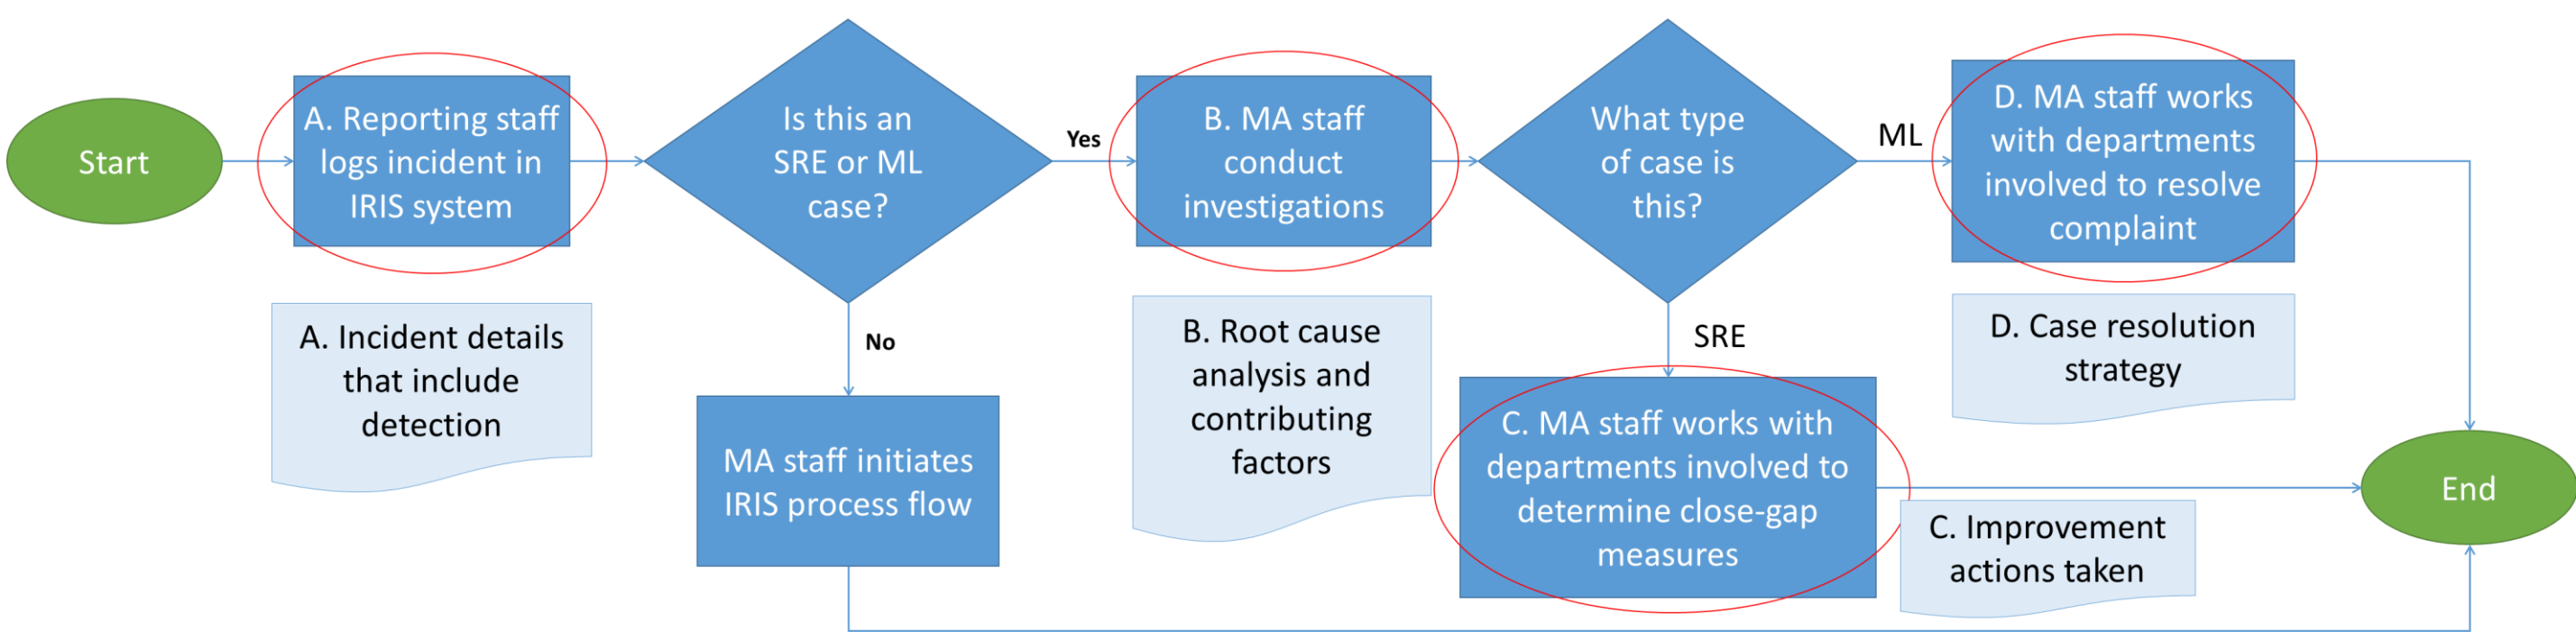 Start
A. Reporting staff
logs incident in
IRIS system
Is this an
SRE or ML
case?
Yes
B. MA staff
conduct
investigations
What type
of case is
this?
ML
D. MA staff works
with departments
involved to resolve
complaint
A. Incident details
that include
detection
No
MA staff initiates
IRIS process flow
B. Root cause
analysis and
contributing
factors
SRE
C. MA staff works with
departments involved to
determine close-gap
measures
D. Case resolution
strategy
C. Improvement
actions taken
End